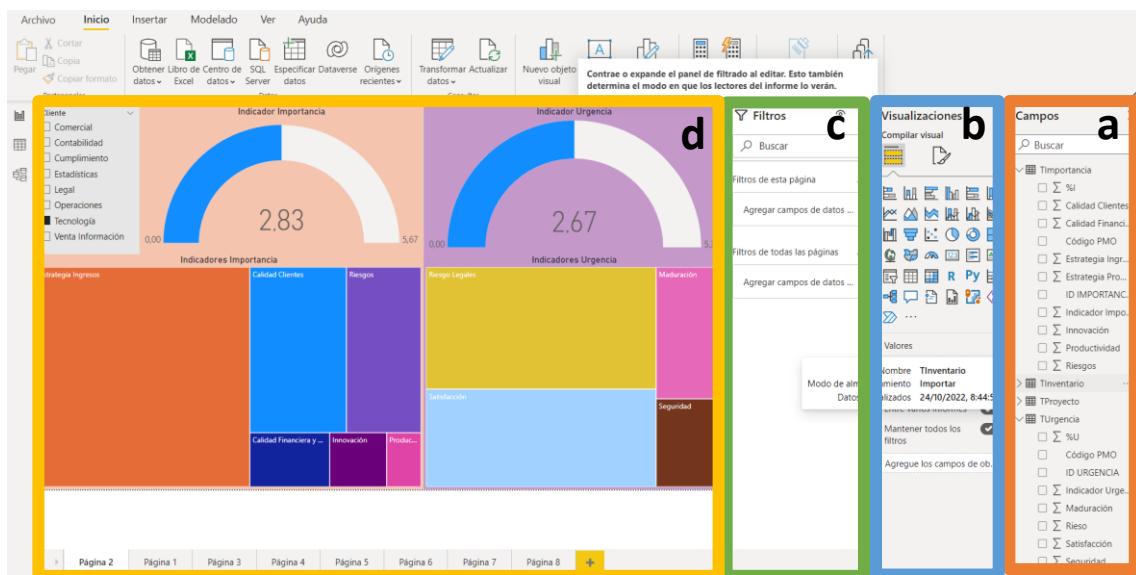 Archivo Inicio Insertar Modelado Ver Ayuda
Pegar
Cortar
Copia
Copiar formato
Obtener datos
Libro de Excel
Centro de datos
SQL Server
Especificar datos
Dataverse
Orígenes recientes
Transformar datos
Actualizar
Nuevo objeto visual
A
Contrae o expande el panel de filtrado al editar. Esto también
determina el modo en que los lectores del informe lo verán.
Cliente
Comercial
Contabilidad
Cumplimiento
Estadísticas
Legal
Operaciones
Tecnología
Venta Información
Indicador Importancia
2,83
0,00
5,67
Indicador Urgencia
2,67
0,00
d
Indicadores Importancia
Estrategia Ingresos
Calidad Clientes
Riesgos
Calidad Financiera y ...
Innovación
Produc...
Indicadores Urgencia
Riesgo Legales
Maduración
Satisfacción
Seguridad
Página 2 Página 1 Página 3 Página 4 Página 5 Página 6 Página 7 Página 8 +
Filtros
c
Buscar
Filtros de esta página
Agregar campos de datos ...
Filtros de todas las páginas
Agregar campos de datos ...
Modo de alm
Datos
Visualizaciones
b
Compilar visual
R Py
...
Valores
Nombre TInventario
amiento Importar
alizados 24/10/2022, 8:44:5
Entre varios informes
Mantener todos los
filtros
Agregue los campos de ob.
Campos
a
Buscar
TImportancia
∑ %I
∑ Calidad Clientes
∑ Calidad Financi...
Código PMO
∑ Estrategia Ingr...
∑ Estrategia Pro...
ID IMPORTANC.
∑ Indicador Impo.
∑ Innovación
∑ Productividad
∑ Riesgos
TInventario ...
TProyecto
TUrgencia
∑ %U
Código PMO
ID URGENCIA
∑ Indicador Urge..
∑ Maduración
∑ Rieso
∑ Satisfacción
∑ Seguridad